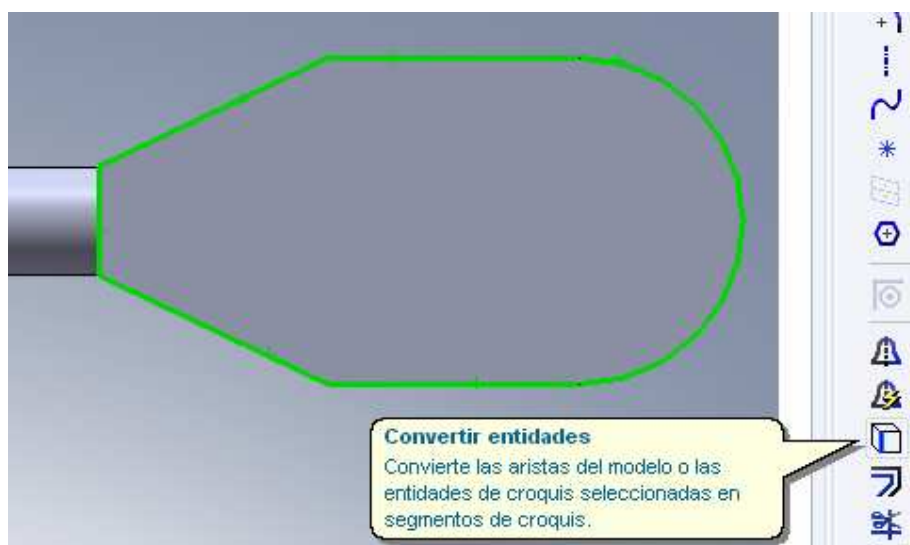 Convertir entidades
Convierte las aristas del modelo o las
entidades de croquis seleccionadas en
segmentos de croquis.